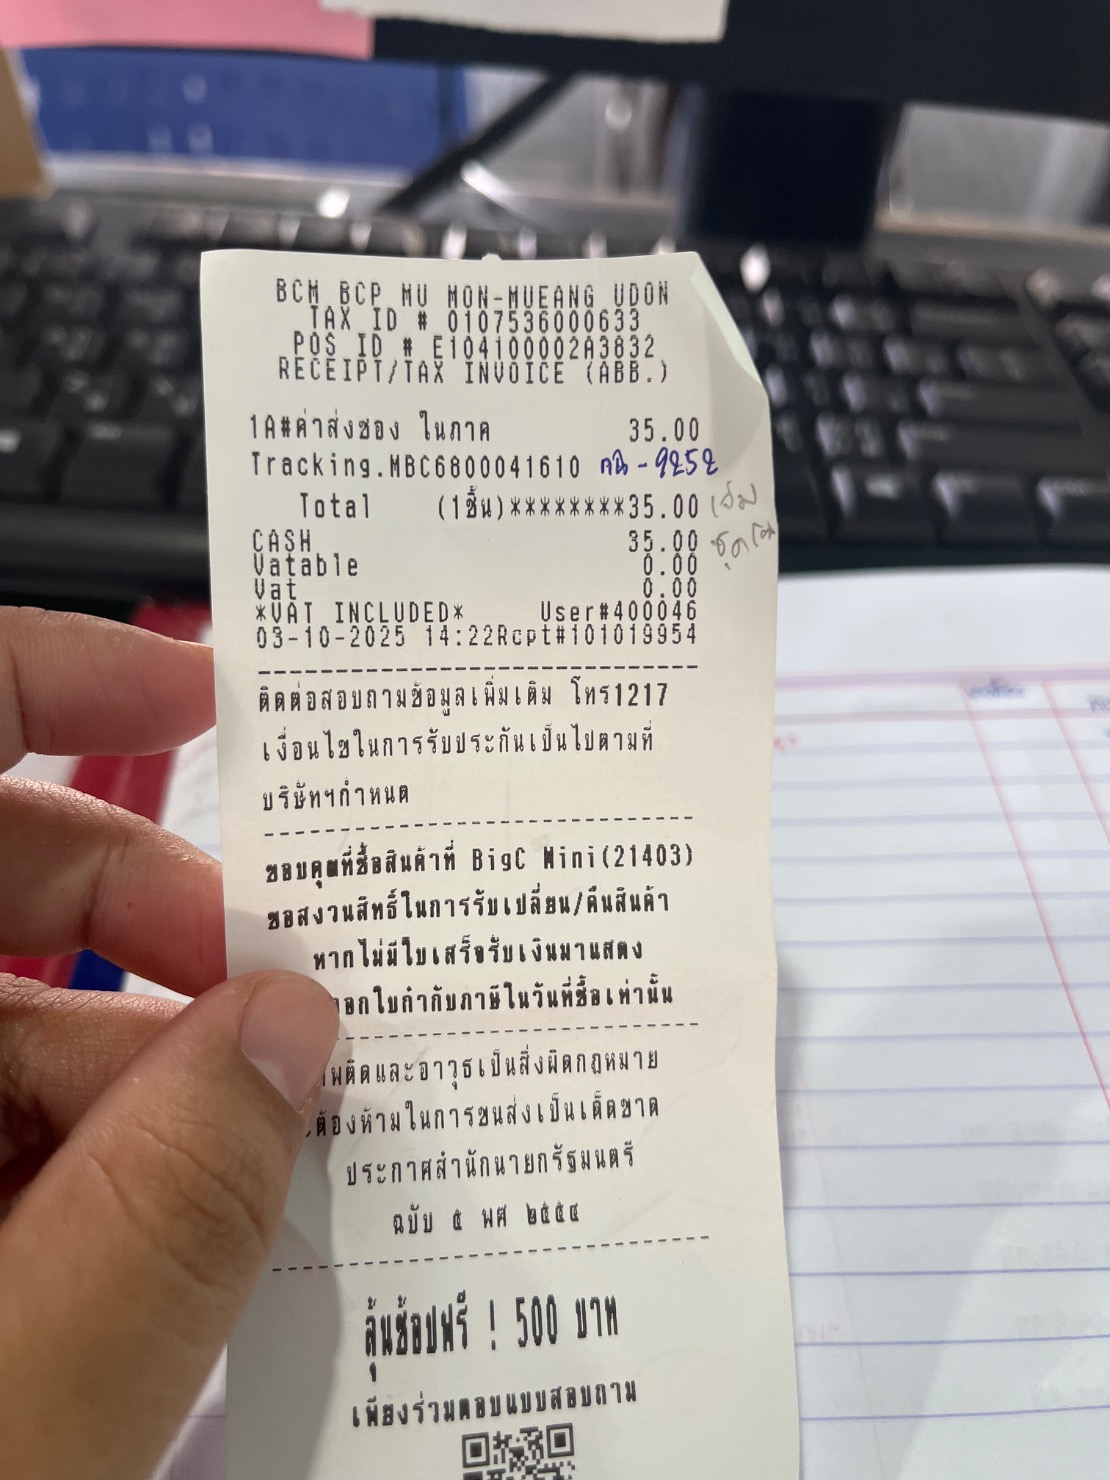 BCM BCP MU MON-MUEANG UDON
TAX ID # 0107536000633
POS ID # E104100002A3832
RECEIPT/TAX INVOICE (ABB.)
1A#ค่าส่งซอง ในภาค 35.00
Tracking.MBC6800041610 - 9252
Total (1ชิ้น)********35.00
CASH 35.00
Vatable 0.00
Vat 0.00
*VAT INCLUDED* User#400046
03-10-2025 14:22Rcpt#101019954
ติดต่อสอบถามข้อมูลเพิ่มเติม โทร1217
เงื่อนไขในการรับประกันเป็นไปตามที่
บริษัทฯกำหนด
ขอบคุณที่ซื้อสินค้าที่ BigC Mini(21403)
ขอสงวนสิทธิ์ในการรับเปลี่ยน/คืนสินค้า
หากไม่มีใบเสร็จรับเงินมาแสดง
ออกใบกำกับภาษีในวันที่ซื้อเท่านั้น
พติดและอาวุธเป็นสิ่งผิดกฎหมาย
ต้องห้ามในการขนส่งเป็นเด็ดขาด
ประกาศสำนักนายกรัฐมนตรี
ฉบับ ๕ พศ ๒๕๕๔
ลุ้นช้อปฟรี ! 500 บาท
เพียงร่วมตอบแบบสอบถาม